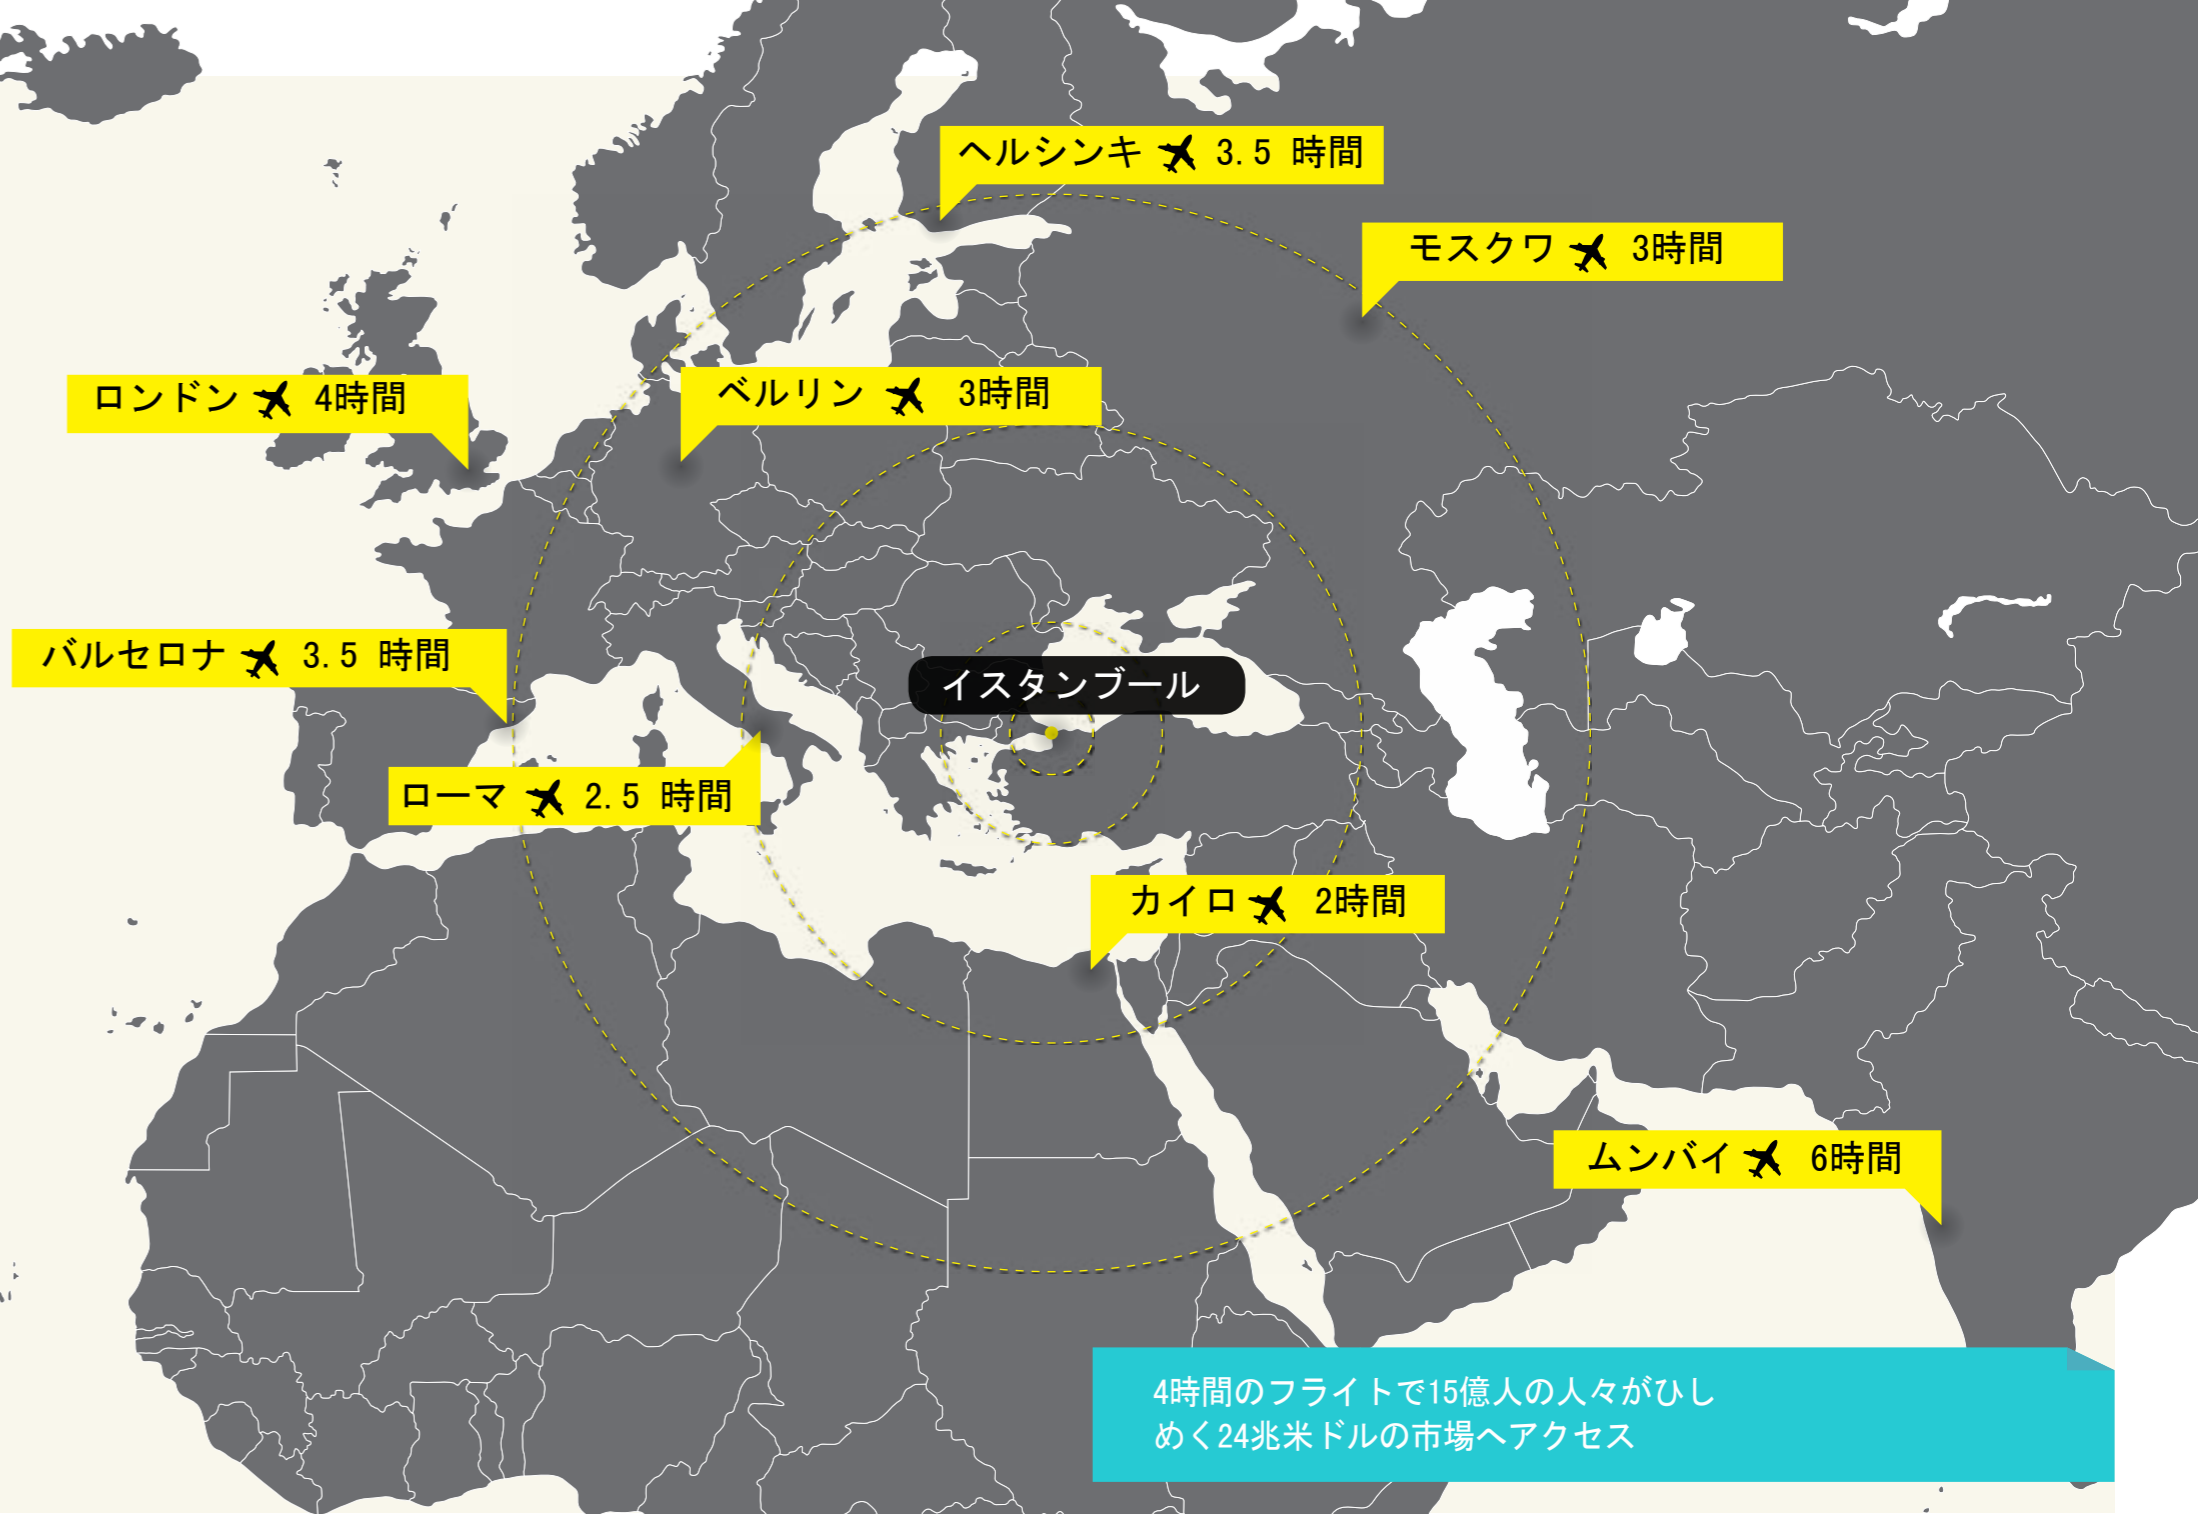 ヘルシンキ 3.5 時間
モスクワ 3時間
ロンドン 4時間
ベルリン 3時間
バルセロナ 3.5 時間
イスタンブール
ローマ 2.5 時間
カイロ 2時間
ムンバイ 6時間
4時間のフライトで15億人の人々がひし
めく24兆米ドルの市場へアクセス